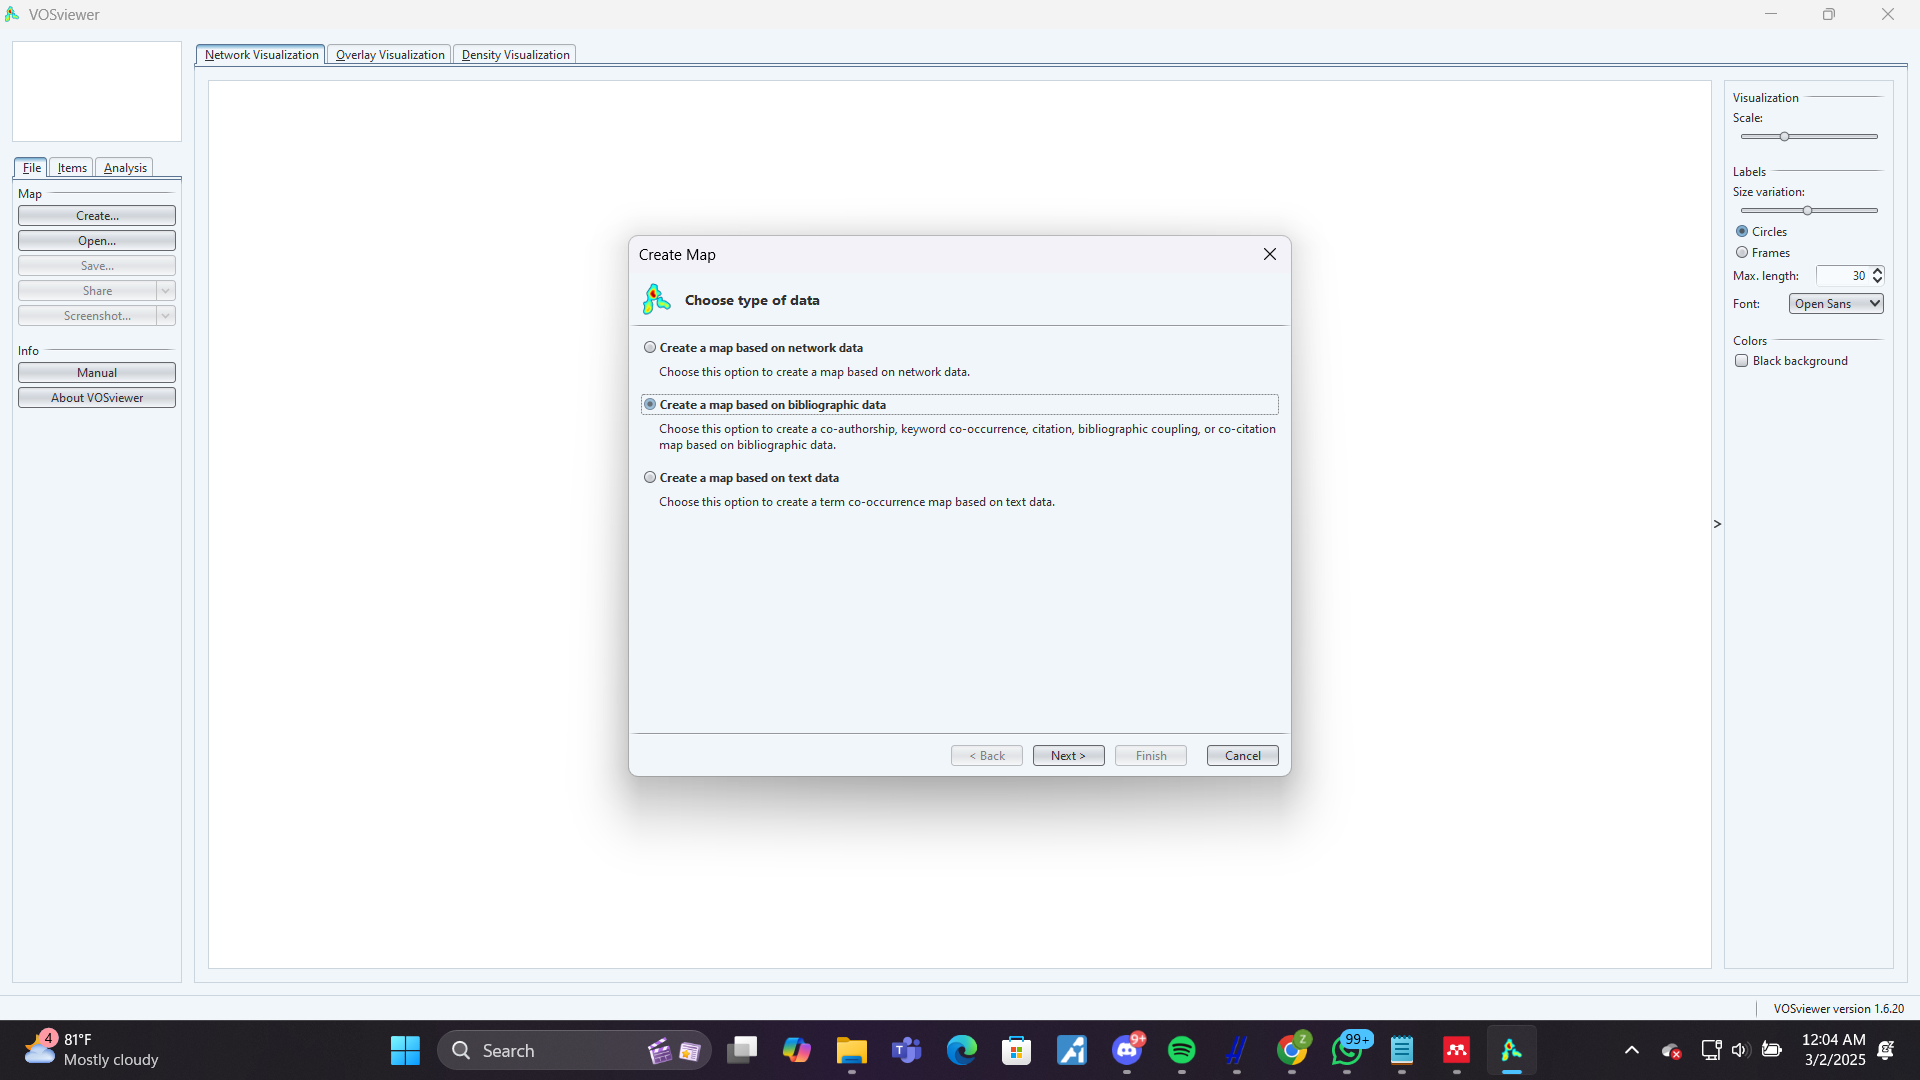 VOSviewer
Network Visualization
Overlay Visualization
Density Visualization
File
Items
Analysis
Map
Create...
Open...
Save...
Share
Screenshot...
Info
Manual
About VOSviewer
Create Map
Choose type of data
Create a map based on network data
Choose this option to create a map based on network data.
Create a map based on bibliographic data
Choose this option to create a co-authorship, keyword co-occurrence, citation, bibliographic coupling, or co-citation
map based on bibliographic data.
Create a map based on text data
Choose this option to create a term co-occurrence map based on text data.
< Back
Next >
Finish
Cancel
>
Visualization
Scale:
Labels
Size variation:
Circles
Frames
Max. length:
30
Font:
Open Sans
Colors
Black background
VOSviewer version 1.6.20
4
81°F
Mostly cloudy
Search
9+
Z
99+
12:04 AM
3/2/2025